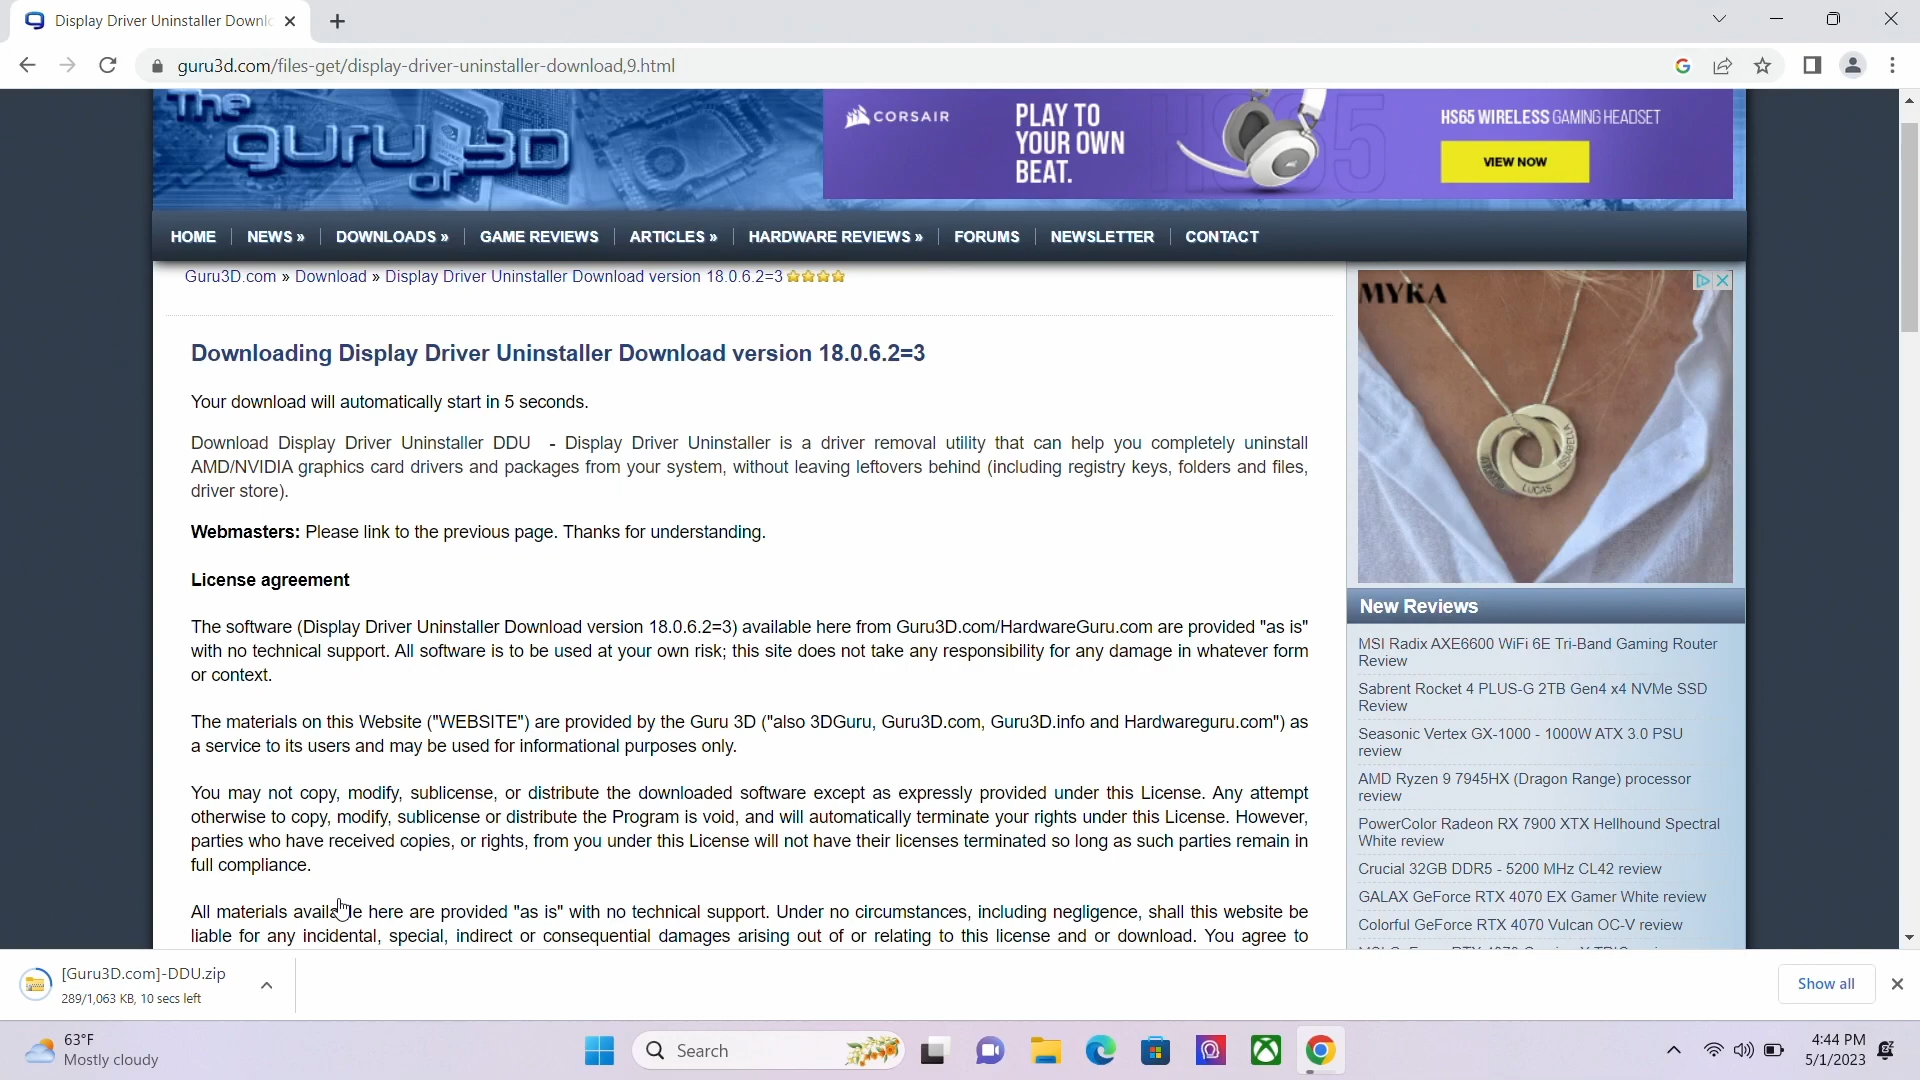 Display Driver Uninstaller Downlo
guru3d.com/files-get/display-driver-uninstaller-download,9.html
The
guru of 3D
CORSAIR
PLAY TO
YOUR OWN
BEAT.
HS65 WIRELESS GAMING HEADSET
VIEW NOW
HOME
NEWS »
DOWNLOADS »
GAME REVIEWS
ARTICLES »
HARDWARE REVIEWS »
FORUMS
NEWSLETTER
CONTACT
Guru3D.com » Download » Display Driver Uninstaller Download version 18.0.6.2=3
Downloading Display Driver Uninstaller Download version 18.0.6.2=3
Your download will automatically start in 5 seconds.
Download Display Driver Uninstaller DDU - Display Driver Uninstaller is a driver removal utility that can help you completely uninstall
AMD/NVIDIA graphics card drivers and packages from your system, without leaving leftovers behind (including registry keys, folders and files,
driver store).
Webmasters: Please link to the previous page. Thanks for understanding.
License agreement
The software (Display Driver Uninstaller Download version 18.0.6.2=3) available here from Guru3D.com/HardwareGuru.com are provided "as is"
with no technical support. All software is to be used at your own risk; this site does not take any responsibility for any damage in whatever form
or context.
The materials on this Website ("WEBSITE") are provided by the Guru 3D ("also 3DGuru, Guru3D.com, Guru3D.info and Hardwareguru.com") as
a service to its users and may be used for informational purposes only.
You may not copy, modify, sublicense, or distribute the downloaded software except as expressly provided under this License. Any attempt
otherwise to copy, modify, sublicense or distribute the Program is void, and will automatically terminate your rights under this License. However,
parties who have received copies, or rights, from you under this License will not have their licenses terminated so long as such parties remain in
full compliance.
All materials available here are provided "as is" with no technical support. Under no circumstances, including negligence, shall this website be
liable for any incidental, special, indirect or consequential damages arising out of or relating to this license and or download. You agree to
MYKA
LUCAS
New Reviews
MSI Radix AXE6600 WiFi 6E Tri-Band Gaming Router
Review
Sabrent Rocket 4 PLUS-G 2TB Gen4 x4 NVMe SSD
Review
Seasonic Vertex GX-1000 - 1000W ATX 3.0 PSU
review
AMD Ryzen 9 7945HX (Dragon Range) processor
review
PowerColor Radeon RX 7900 XTX Hellhound Spectral
White review
Crucial 32GB DDR5 - 5200 MHz CL42 review
GALAX GeForce RTX 4070 EX Gamer White review
Colorful GeForce RTX 4070 Vulcan OC-V review
[Guru3D.com]-DDU.zip
289/1,063 KB, 10 secs left
Show all
63°F
Mostly cloudy
Search
4:44 PM
5/1/2023